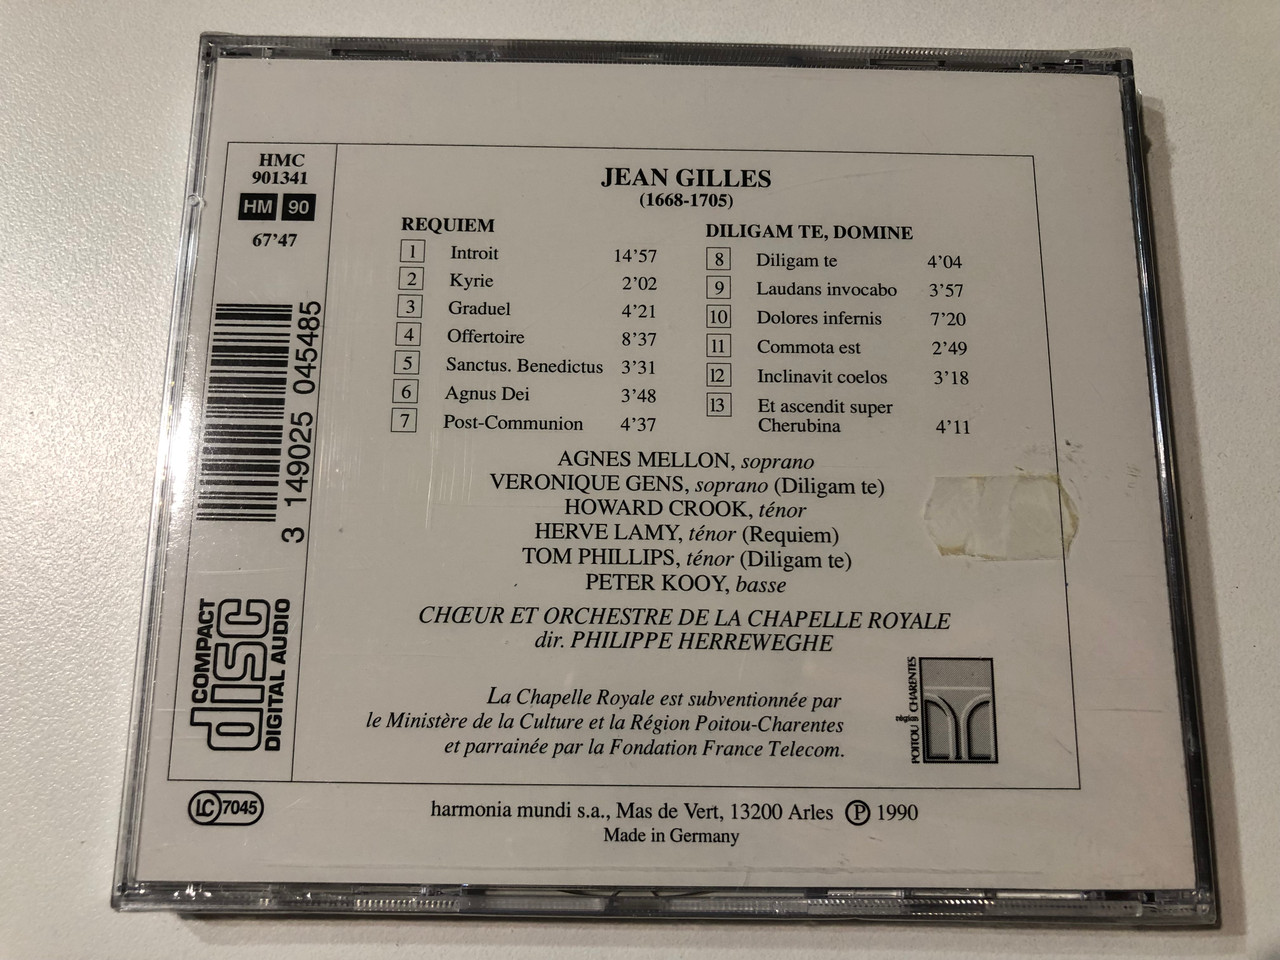 HMC
901341
HM 90
67'47
3 149025 045485
COMPACT
disc
DIGITAL AUDIO
JEAN GILLES
(1668-1705)
REQUIEM
1 Introit 14'57
2 Kyrie 2'02
3 Graduel 4'21
4 Offertoire 8'37
5 Sanctus. Benedictus 3'31
6 Agnus Dei 3'48
7 Post-Communion 4'37
DILIGAM TE, DOMINE
8 Diligam te 4'04
9 Laudans invocabo 3'57
10 Dolores infernis 7'20
11 Commota est 2'49
12 Inclinavit coelos 3'18
13 Et ascendit super
Cherubina 4'11
AGNES MELLON, soprano
VERONIQUE GENS, soprano (Diligam te)
HOWARD CROOK, ténor
HERVE LAMY, ténor (Requiem)
TOM PHILLIPS, ténor (Diligam te)
PETER KOOY, basse
CHŒUR ET ORCHESTRE DE LA CHAPELLE ROYALE
dir. PHILIPPE HERREWEGHE
La Chapelle Royale est subventionnée par
le Ministère de la Culture et la Région Poitou-Charentes
et parrainée par la Fondation France Telecom.
région
POITOU CHARENTES
LC 7045
harmonia mundi s.a., Mas de Vert, 13200 Arles Ⓟ 1990
Made in Germany